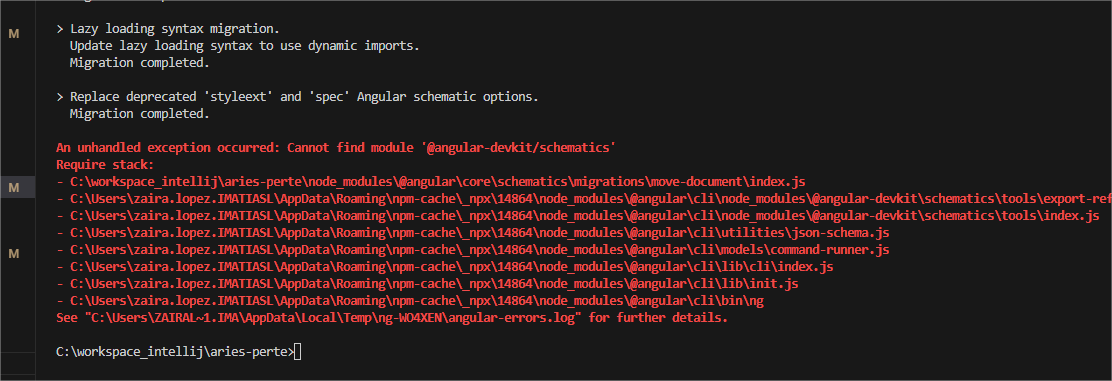 > Lazy loading syntax migration.
M
Update lazy loading syntax to use dynamic imports.
Migration completed.
> Replace deprecated 'styleext' and 'spec' Angular schematic options.
Migration completed.
An unhandled exception occurred: Cannot find module '@angular-devkit/schematics'
Require stack:
- C:\workspace_intellij\aries-perte\node_modules\@angular\core\schematics\migrations\move-document\index.js
M
- C:\Users\zaira.lopez.IMATIASL\AppData\Roaming\npm-cache\_npx\14864\node_modules\@angular\cli\node_modules\@angular-devkit\schematics\tools\export-ref
- C:\Users\zaira.lopez.IMATIASL\AppData\Roaming\npm-cache\_npx\14864\node_modules\@angular\cli\node_modules\@angular-devkit\schematics\tools\index.js
- C:\Users\zaira.lopez.IMATIASL\AppData\Roaming\npm-cache\_npx\14864\node_modules\@angular\cli\utilities\json-schema.js
- C:\Users\zaira.lopez.IMATIASL\AppData\Roaming\npm-cache\_npx\14864\node_modules\@angular\cli\models\command-runner.js
M
- C:\Users\zaira.lopez.IMATIASL\AppData\Roaming\npm-cache\_npx\14864\node_modules\@angular\cli\lib\cli\index.js
- C:\Users\zaira.lopez.IMATIASL\AppData\Roaming\npm-cache\_npx\14864\node_modules\@angular\cli\lib\init.js
- C:\Users\zaira.lopez.IMATIASL\AppData\Roaming\npm-cache\_npx\14864\node_modules\@angular\cli\bin\ng
See "C:\Users\ZAIRAL~1.IMA\AppData\Local\Temp\ng-WO4XEN\angular-errors.log" for further details.
C:\workspace_intellij\aries-perte>